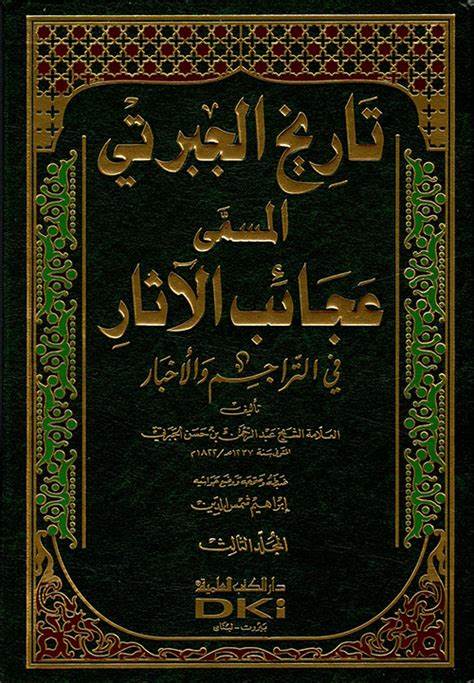 تاريخ الجبرتي
المسمى
عجائب الآثار
في التراجم والأخبار
تأليف
العلامة الشيخ عبد الرحمن بن حسن الجبرتي
المتوفى سنة ١٢٣٧هـ/١٨٢٢م
ضبطه وصححه ووضع حواشيه
إبراهيم شمس الدين
المجلد الثالث
دار الكتب العلمية
DKi
بيروت - لبنان